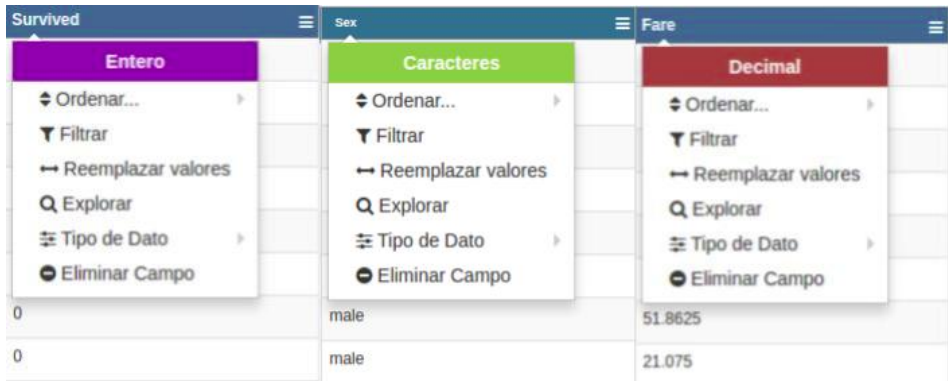 Survived
Entero
Ordenar...
Filtrar
Reemplazar valores
Explorar
Tipo de Dato
Eliminar Campo
0
0
Sex
Caracteres
Ordenar...
Filtrar
Reemplazar valores
Explorar
Tipo de Dato
Eliminar Campo
male
male
Fare
Decimal
Ordenar...
Filtrar
Reemplazar valores
Explorar
Tipo de Dato
Eliminar Campo
51.8625
21.075